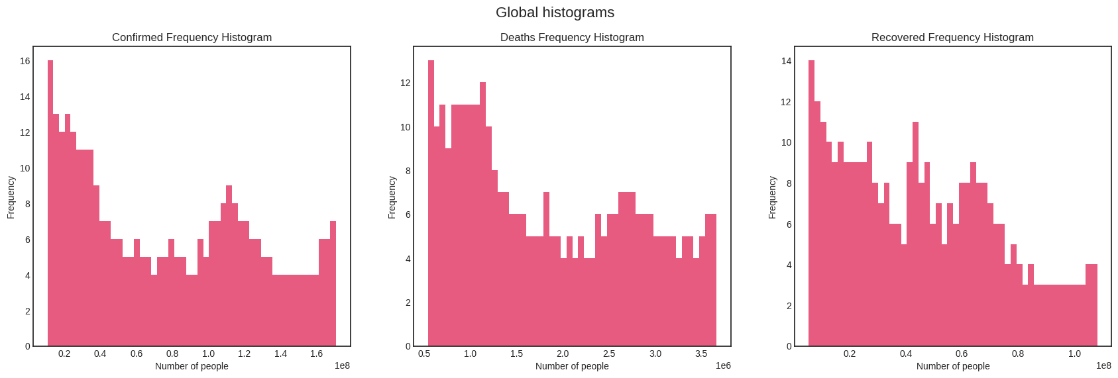 Global histograms
Confirmed Frequency Histogram
Frequency
16
14
12
10
8
6
4
2
0
0.2 0.4 0.6 0.8 1.0 1.2 1.4 1.6
Number of people
1e8
Deaths Frequency Histogram
Frequency
12
10
8
6
4
2
0
0.5 1.0 1.5 2.0 2.5 3.0 3.5
Number of people
1e6
Recovered Frequency Histogram
Frequency
14
12
10
8
6
4
2
0
0.2 0.4 0.6 0.8 1.0
Number of people
1e8